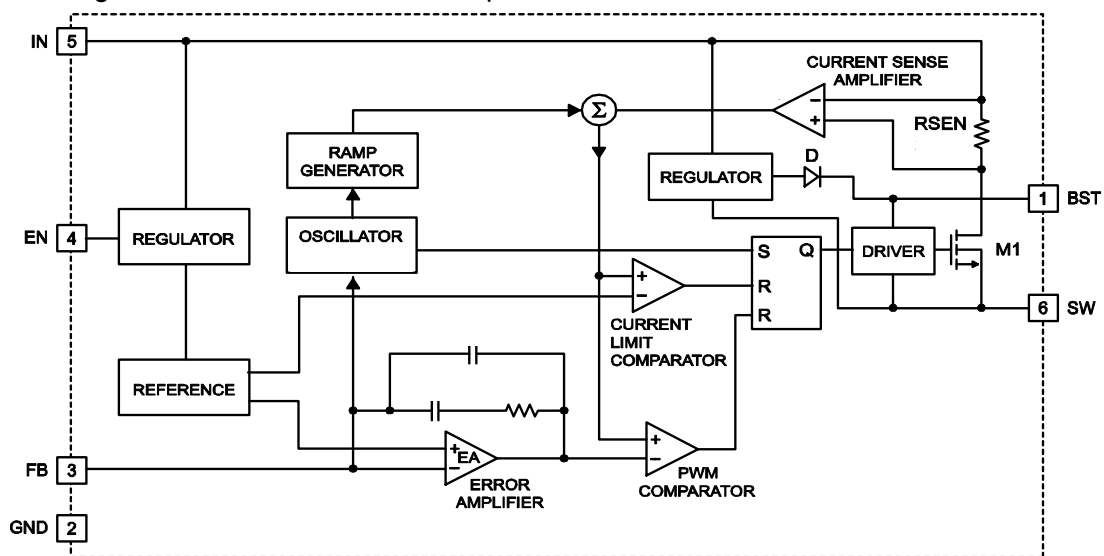 IN 5
CURRENT SENSE
AMPLIFIER
Σ
−
+
RSEN
RAMP
GENERATOR
REGULATOR
D
1 BST
EN 4
REGULATOR
OSCILLATOR
S Q
DRIVER
M1
+
−
R
R
6 SW
CURRENT
LIMIT
COMPARATOR
REFERENCE
+
−
EA
+
−
FB 3
ERROR
AMPLIFIER
PWM
COMPARATOR
GND 2